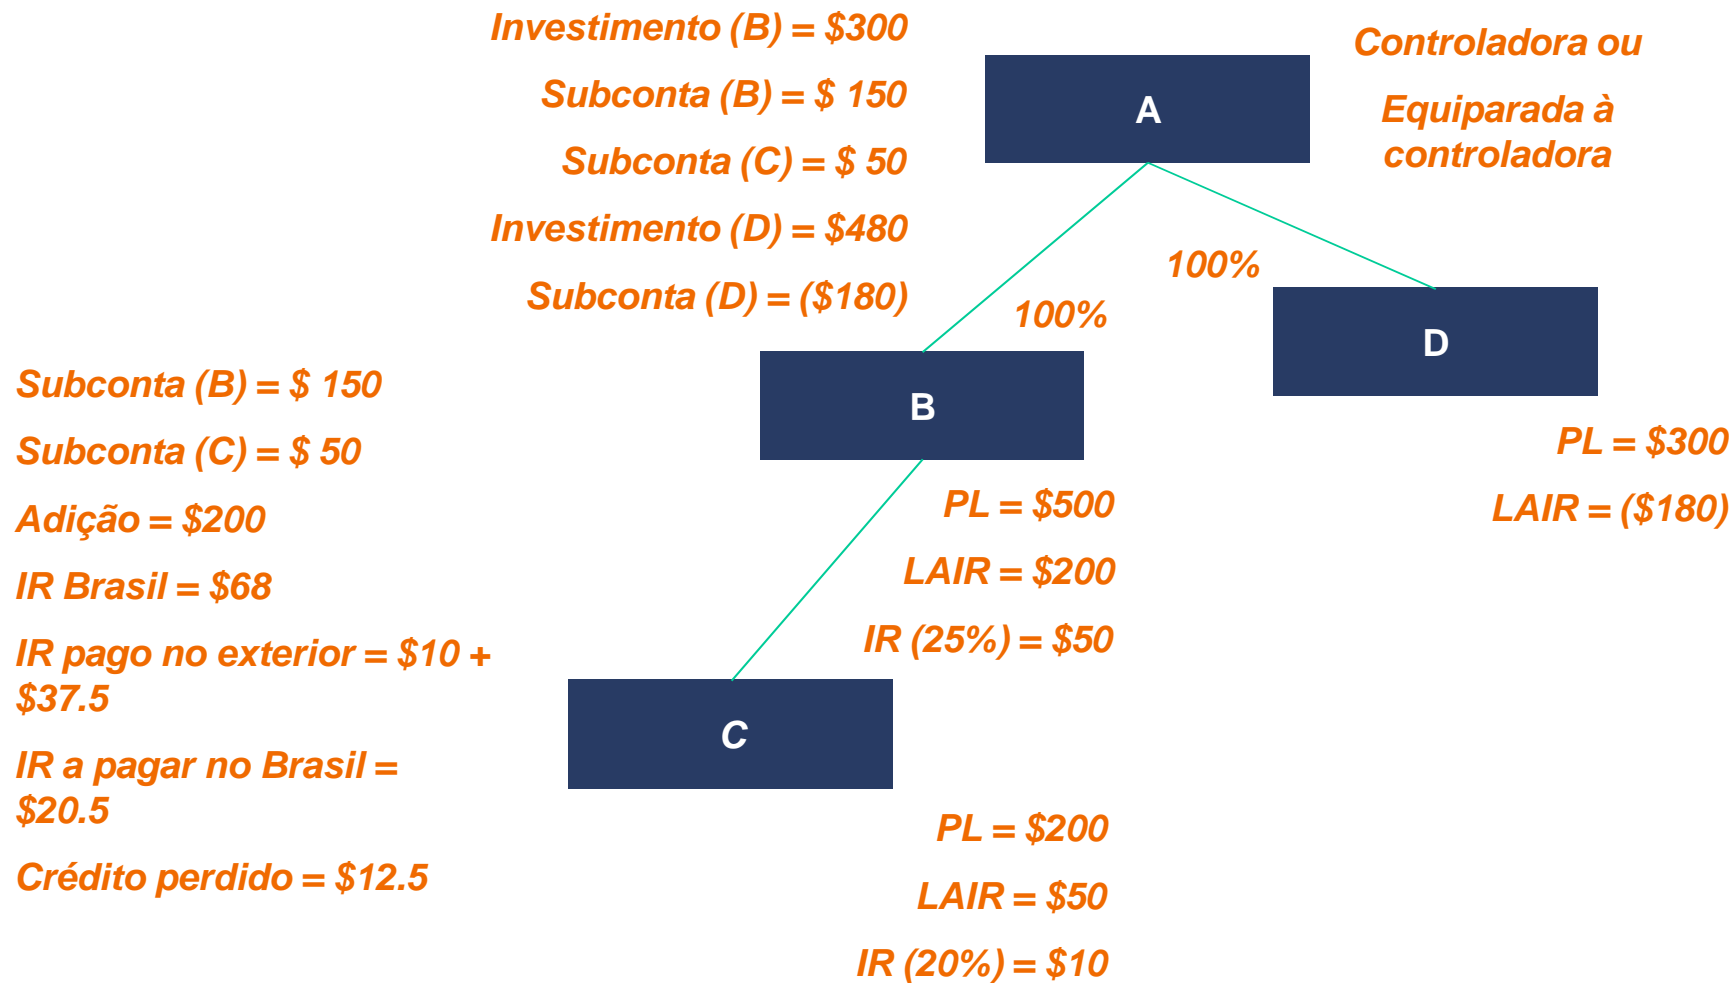 Investimento (B) = $300
Subconta (B) = $ 150
Subconta (C) = $ 50
Investimento (D) = $480
Subconta (D) = ($180)
A
Controladora ou
Equiparada à
controladora
100%
100%
D
PL = $300
LAIR = ($180)
B
PL = $500
LAIR = $200
IR (25%) = $50
Subconta (B) = $ 150
Subconta (C) = $ 50
Adição = $200
IR Brasil = $68
IR pago no exterior = $10 +
$37.5
IR a pagar no Brasil =
$20.5
Crédito perdido = $12.5
C
PL = $200
LAIR = $50
IR (20%) = $10